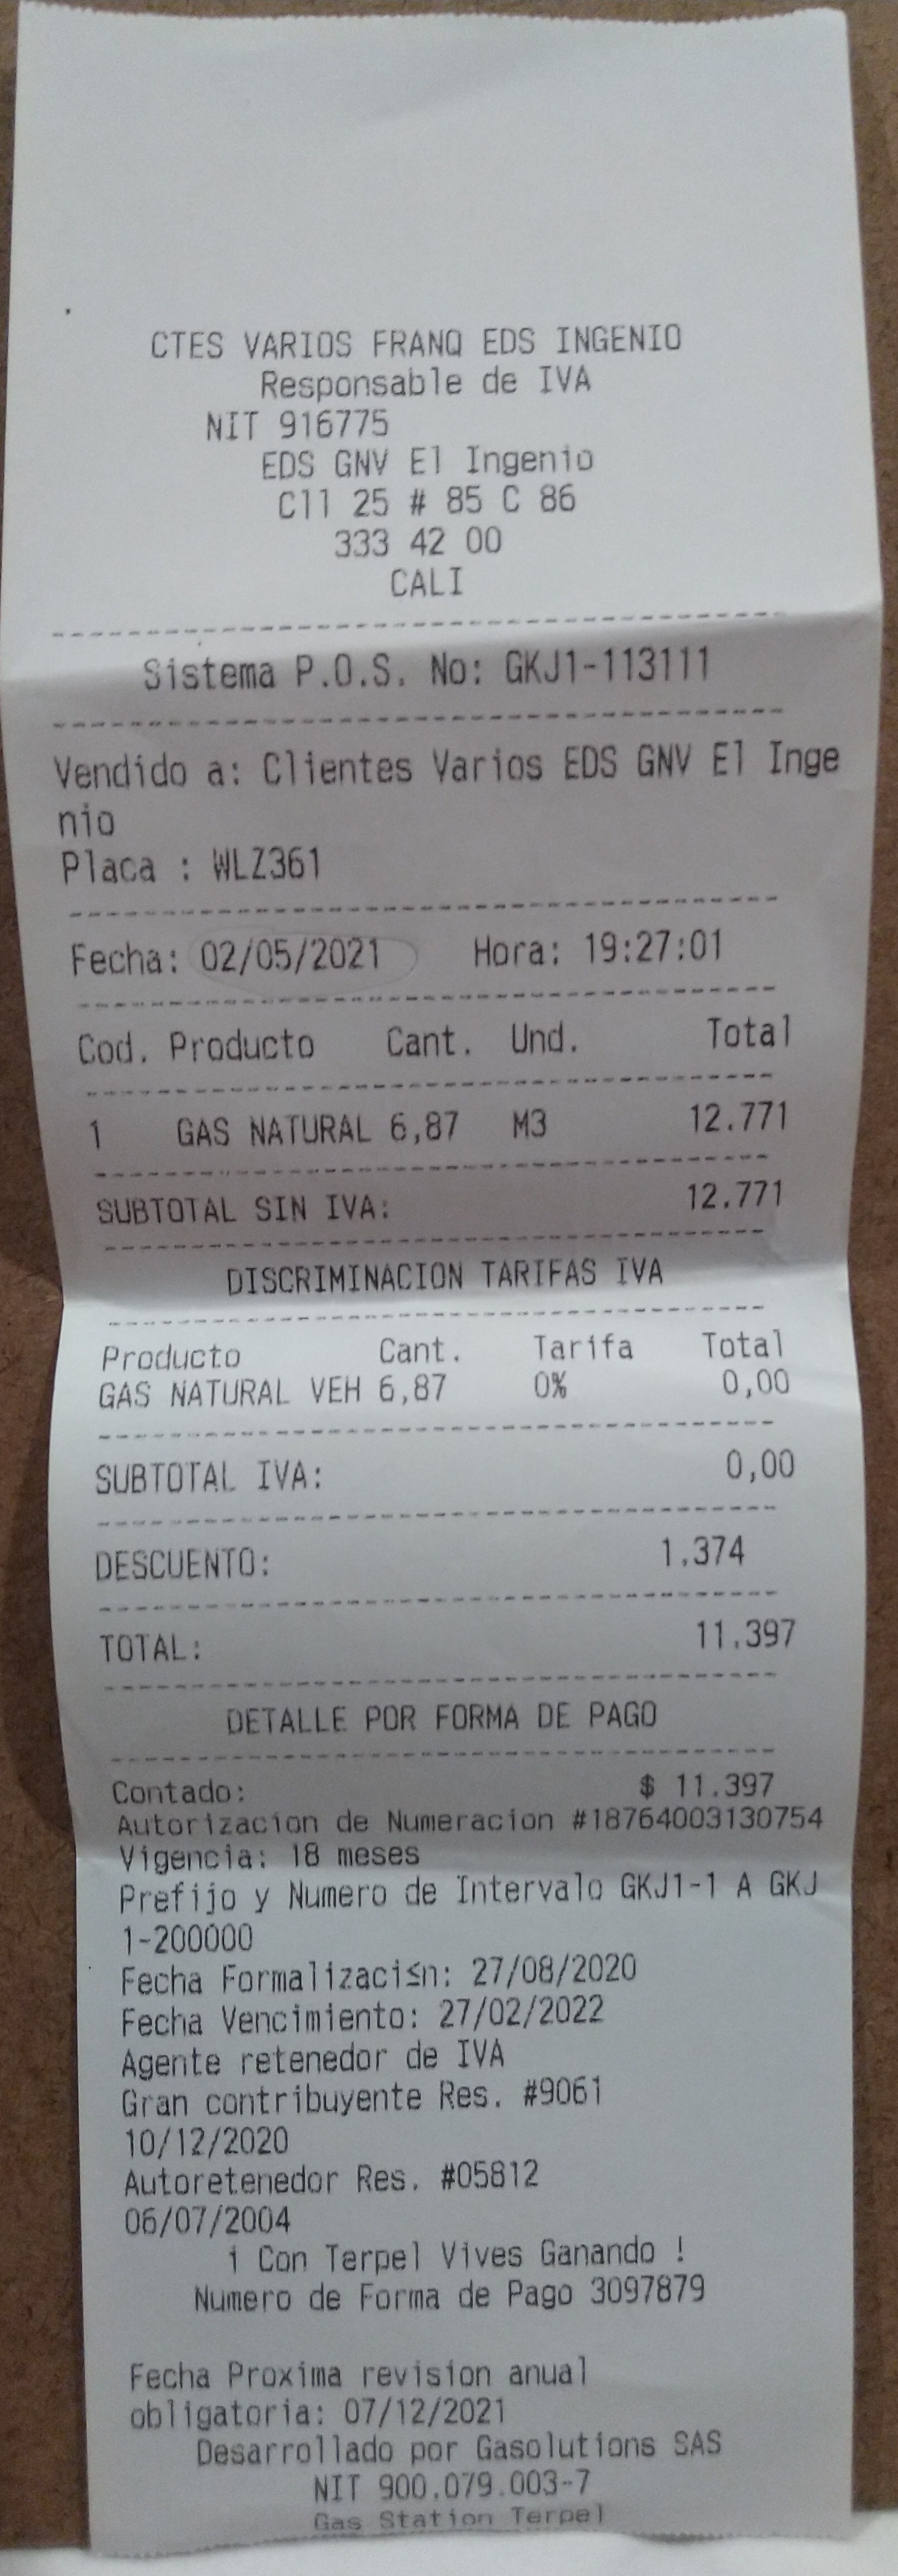 CTES VARIOS FRANQ EDS INGENIO
Responsable de IVA
NIT 916775
EDS GNV El Ingenio
Cll 25 # 85 C 86
333 42 00
CALI
Sistema P.O.S. No: GKJ1-113111
Vendido a: Clientes Varios EDS GNV El Inge
nio
Placa : WLZ361
Fecha: 02/05/2021 Hora: 19:27:01
Cod. Producto Cant. Und. Total
1 GAS NATURAL 6,87 M3 12.771
SUBTOTAL SIN IVA: 12.771
DISCRIMINACION TARIFAS IVA
Producto Cant. Tarifa Total
GAS NATURAL VEH 6,87 0% 0,00
SUBTOTAL IVA: 0,00
DESCUENTO: 1.374
TOTAL: 11.397
DETALLE POR FORMA DE PAGO
Contado: $ 11.397
Autorizacion de Numeracion #18764003130754
Vigencia: 18 meses
Prefijo y Numero de Intervalo GKJ1-1 A GKJ
1-200000
Fecha Formalizaci≤n: 27/08/2020
Fecha Vencimiento: 27/02/2022
Agente retenedor de IVA
Gran contribuyente Res. #9061
10/12/2020
Autoretenedor Res. #05812
06/07/2004
¡ Con Terpel Vives Ganando !
Numero de Forma de Pago 3097879
Fecha Proxima revision anual
obligatoria: 07/12/2021
Desarrollado por Gasolutions SAS
NIT 900.079.003-7
Gas Station Terpel